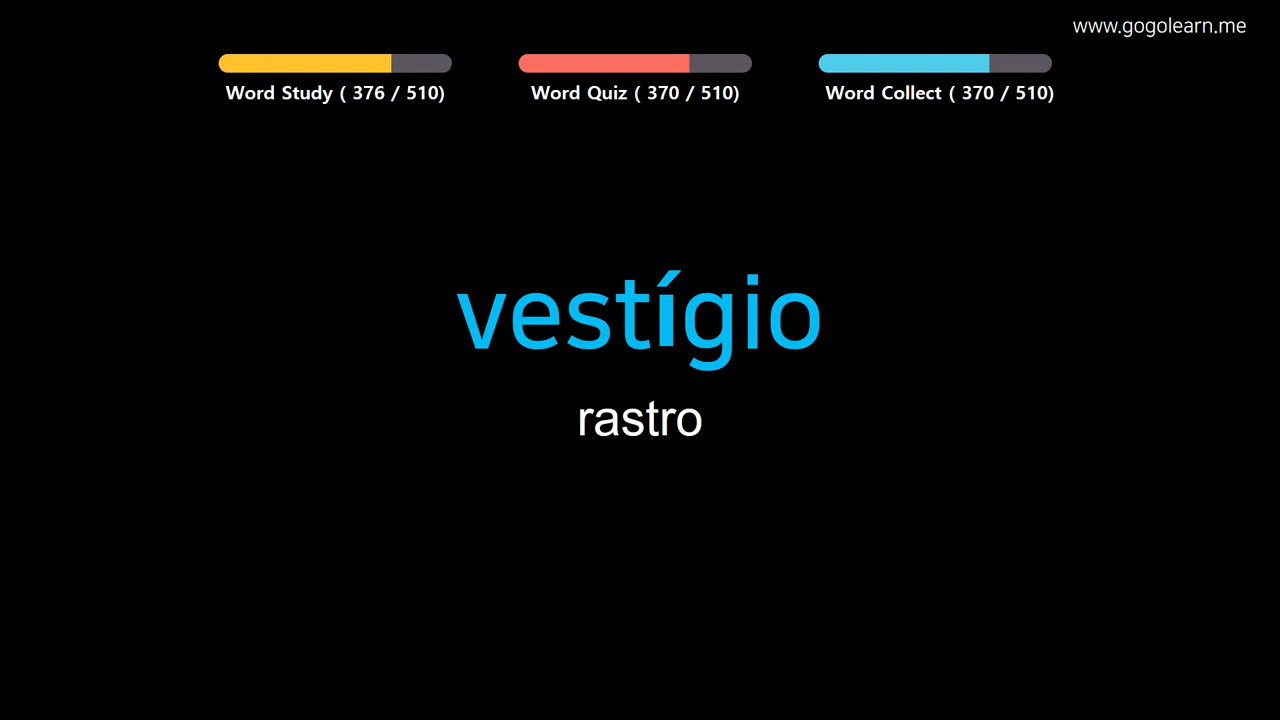 www.gogolearn.me
Word Study ( 376 / 510)
Word Quiz ( 370 / 510)
Word Collect ( 370 / 510)
vestígio
rastro